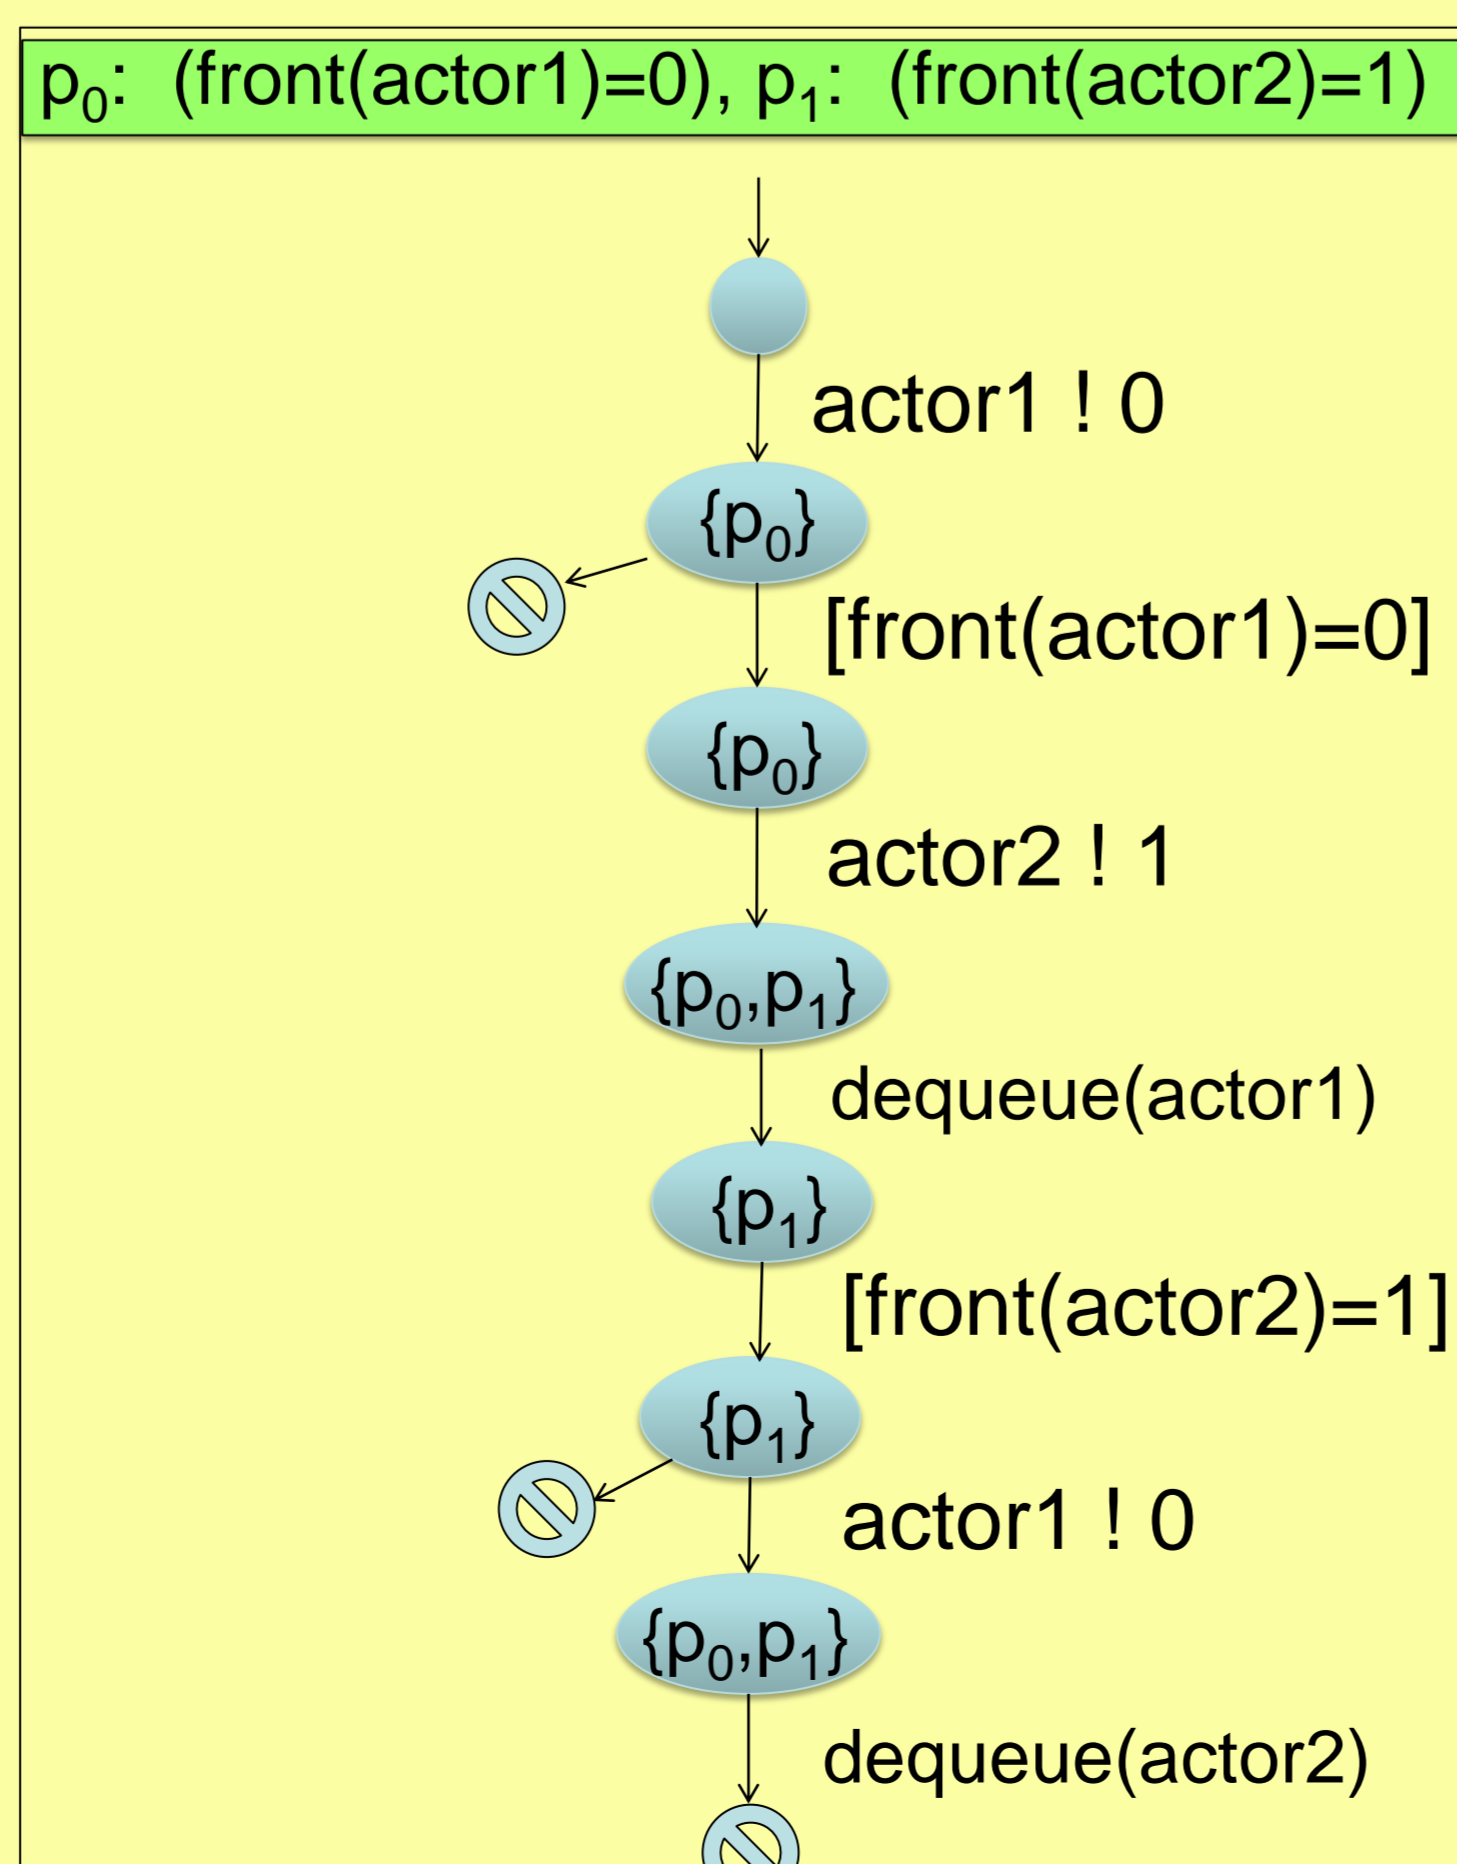 p₀: (front(actor1)=0), p₁: (front(actor2)=1)
actor1 ! 0
{p₀}
[front(actor1)=0]
{p₀}
actor2 ! 1
{p₀,p₁}
dequeue(actor1)
{p₁}
[front(actor2)=1]
{p₁}
actor1 ! 0
{p₀,p₁}
dequeue(actor2)